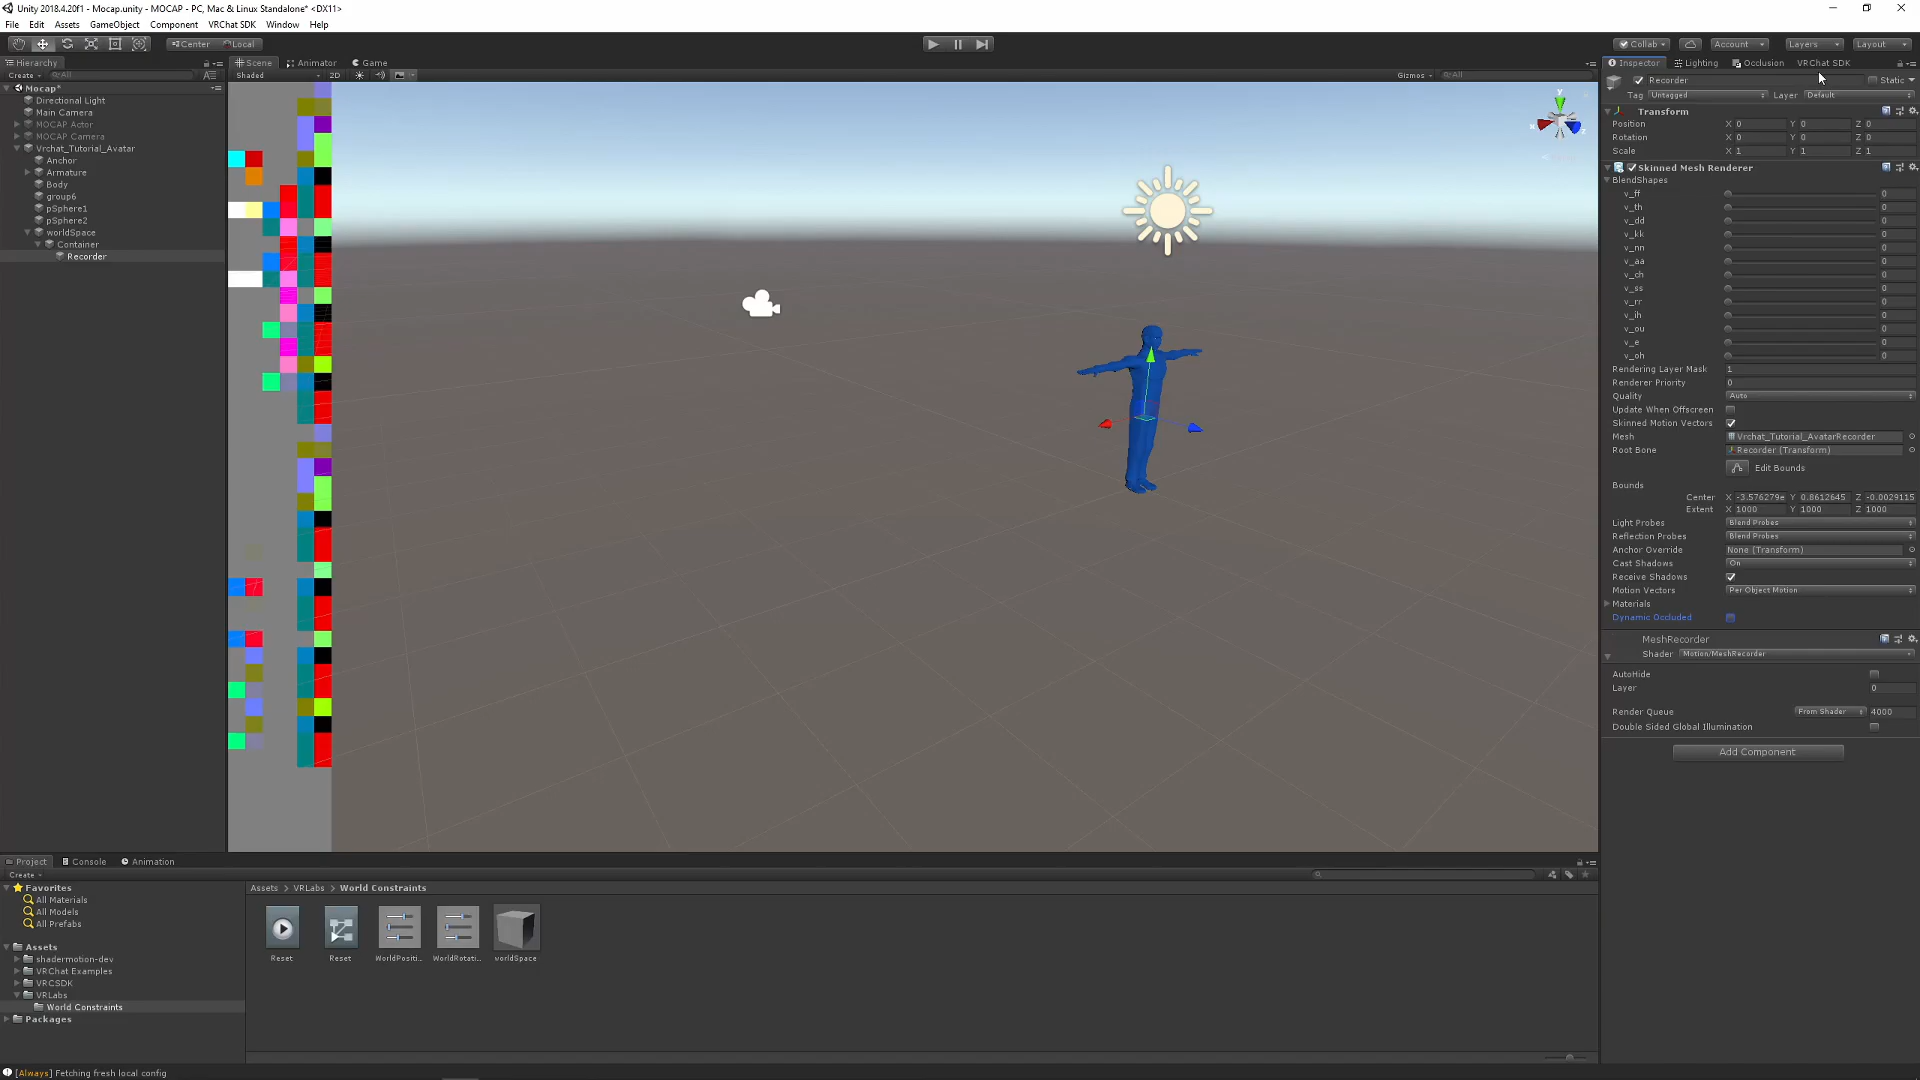 Unity 2018.4.20f1 - Mocap.unity - MOCAP - PC, Mac & Linux Standalone* <DX11>
File Edit Assets GameObject Component VRChat SDK Window Help
Center Local
Collab Account Layers Layout
Hierarchy
Create All
Mocap*
Directional Light
Main Camera
MOCAP Actor
MOCAP Camera
Vrchat_Tutorial_Avatar
Anchor
Armature
Body
group6
pSphere1
pSphere2
worldSpace
Container
Recorder
Scene Animator Game
Shaded 2D Gizmos All
y
Inspector Lighting Occlusion VRChat SDK
Recorder Static
Tag Untagged Layer Default
Transform
Position X 0 Y 0 Z 0
Rotation X 0 Y 0 Z 0
Scale X 1 Y 1 Z 1
Skinned Mesh Renderer
BlendShapes
v_ff 0
v_th 0
v_dd 0
v_kk 0
v_nn 0
v_aa 0
v_ch 0
v_ss 0
v_rr 0
v_ih 0
v_ou 0
v_e 0
v_oh 0
Rendering Layer Mask 1
Renderer Priority 0
Quality Auto
Update When Offscreen
Skinned Motion Vectors
Mesh Vrchat_Tutorial_AvatarRecorder
Root Bone Recorder (Transform)
Edit Bounds
Bounds
Center X -3.576279e Y 0.8612645 Z -0.0029115
Extent X 1000 Y 1000 Z 1000
Light Probes Blend Probes
Reflection Probes Blend Probes
Anchor Override None (Transform)
Cast Shadows On
Receive Shadows
Motion Vectors Per Object Motion
Materials
Dynamic Occluded
MeshRecorder
Shader Motion/MeshRecorder
AutoHide
Layer 0
Render Queue From Shader 4000
Double Sided Global Illumination
Add Component
Project Console Animation
Create
Favorites
All Materials
All Models
All Prefabs
Assets
shadermotion-dev
VRChat Examples
VRCSDK
VRLabs
World Constraints
Packages
Assets > VRLabs > World Constraints
Reset Reset WorldPositi... WorldRotati... worldSpace
[Always] Fetching fresh local config